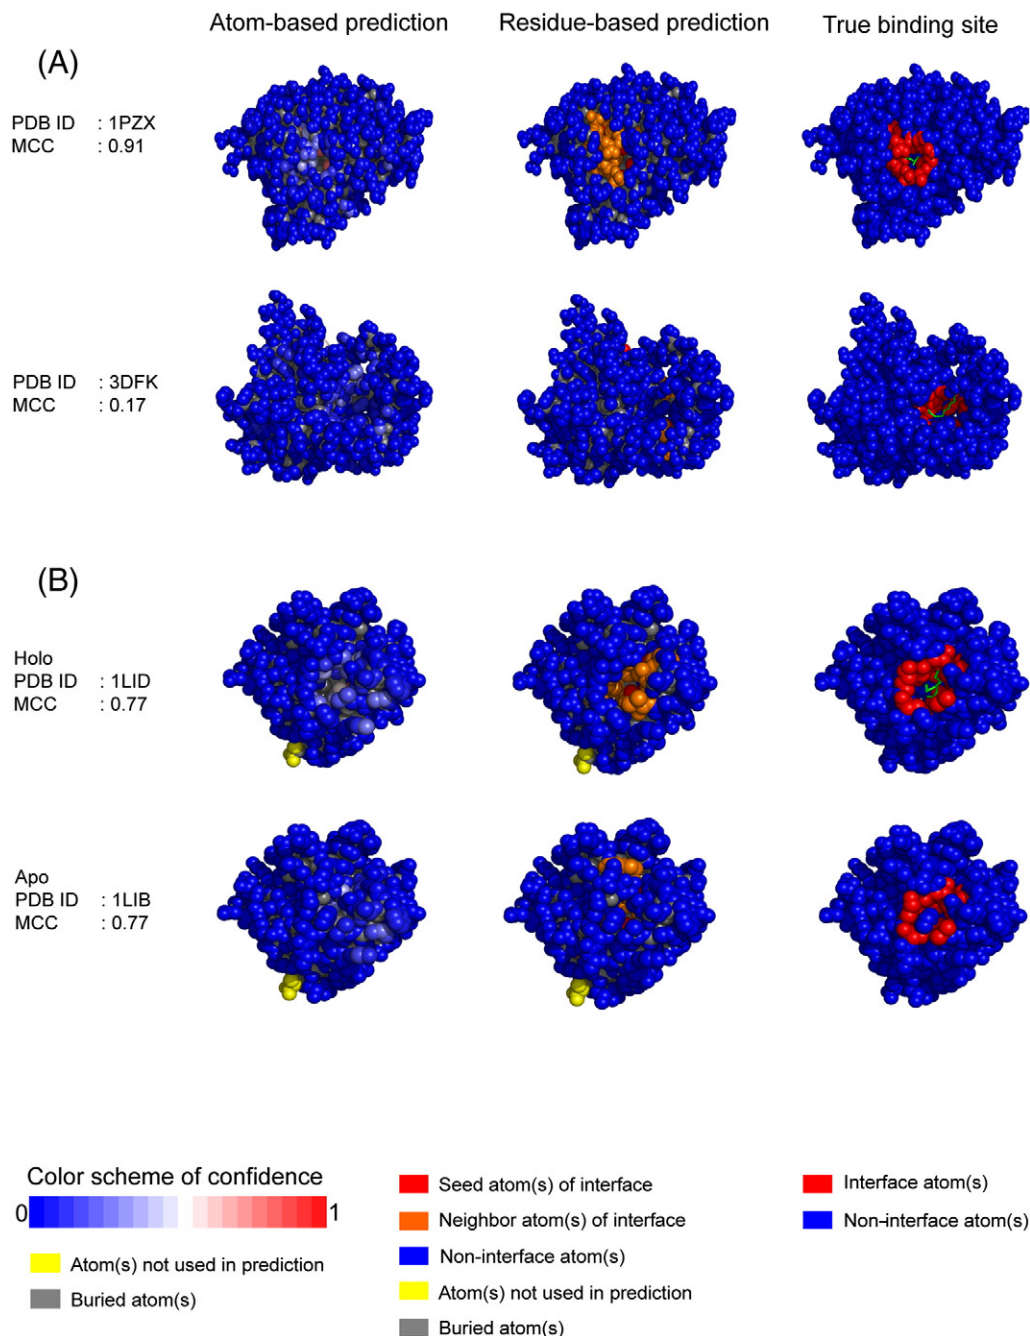 Atom-based prediction Residue-based prediction True binding site
(A)
PDB ID : 1PZX
MCC : 0.91
PDB ID : 3DFK
MCC : 0.17
(B)
Holo
PDB ID : 1LID
MCC : 0.77
Apo
PDB ID : 1LIB
MCC : 0.77
Color scheme of confidence
0 1
Atom(s) not used in prediction
Buried atom(s)
Seed atom(s) of interface
Neighbor atom(s) of interface
Non-interface atom(s)
Atom(s) not used in prediction
Buried atom(s)
Interface atom(s)
Non-interface atom(s)